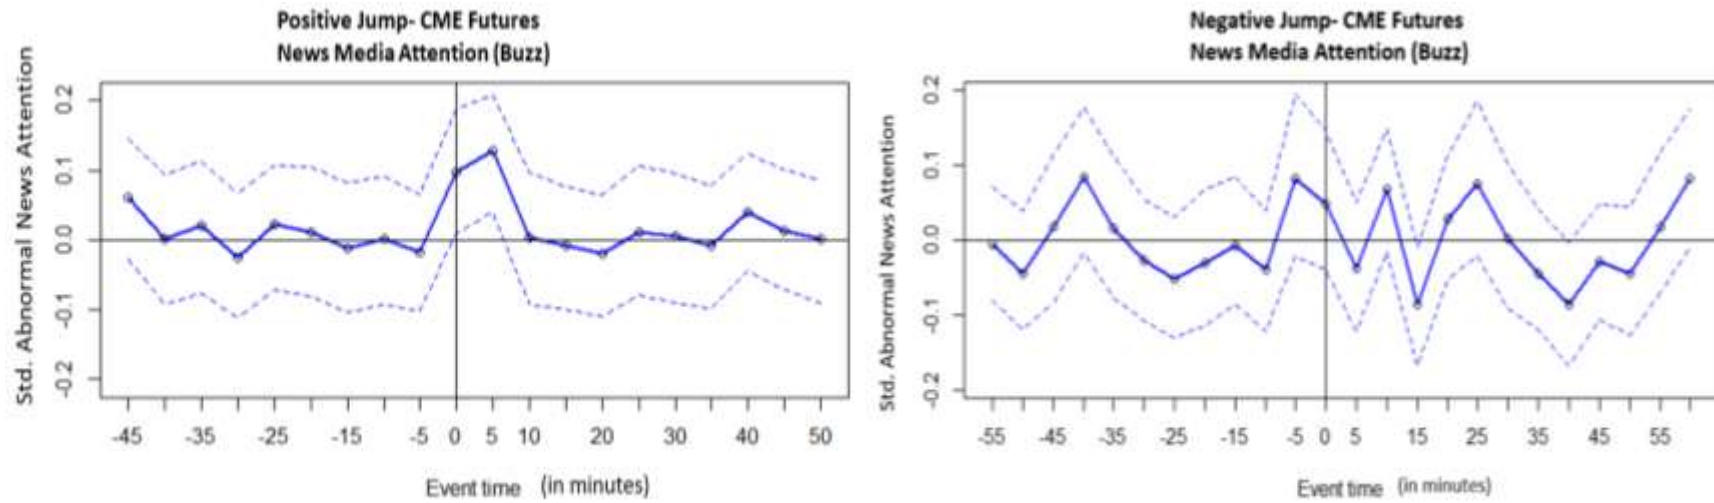 Positive Jump- CME Futures
News Media Attention (Buzz)
Std. Abnormal News Attention
0.2
0.1
0.0
-0.1
-0.2
-45 -35 -25 -15 -5 0 5 10 20 30 40 50
Event time (in minutes)
Negative Jump- CME Futures
News Media Attention (Buzz)
Std. Abnormal News Attention
0.2
0.1
0.0
-0.1
-0.2
-55 -45 -35 -25 -15 -5 0 5 15 25 35 45 55
Event time (in minutes)